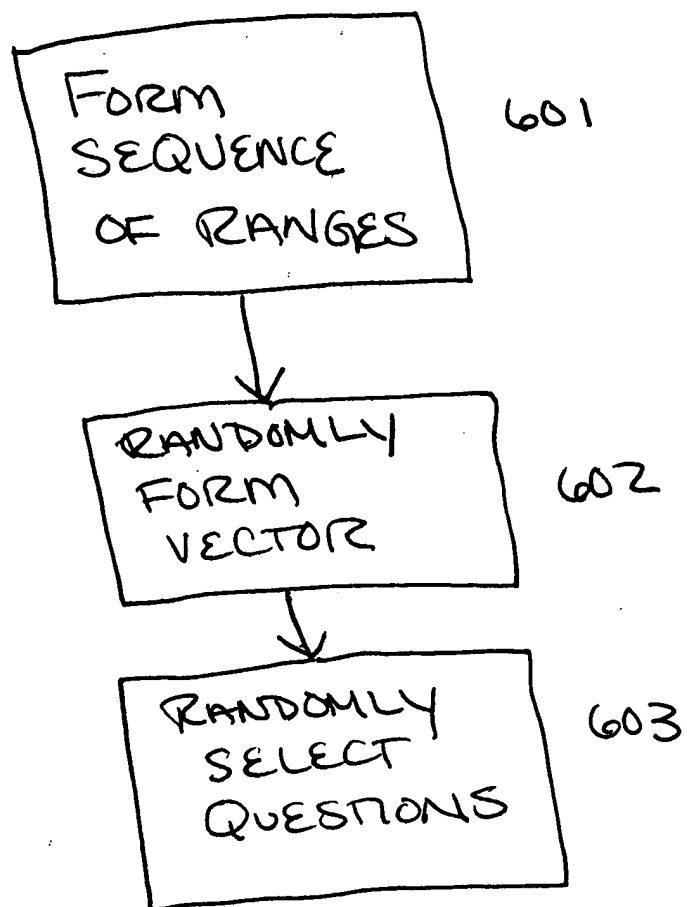 FORM
SEQUENCE
OF RANGES
601
RANDOMLY
FORM
VECTOR
602
RANDOMLY
SELECT
QUESTIONS
603